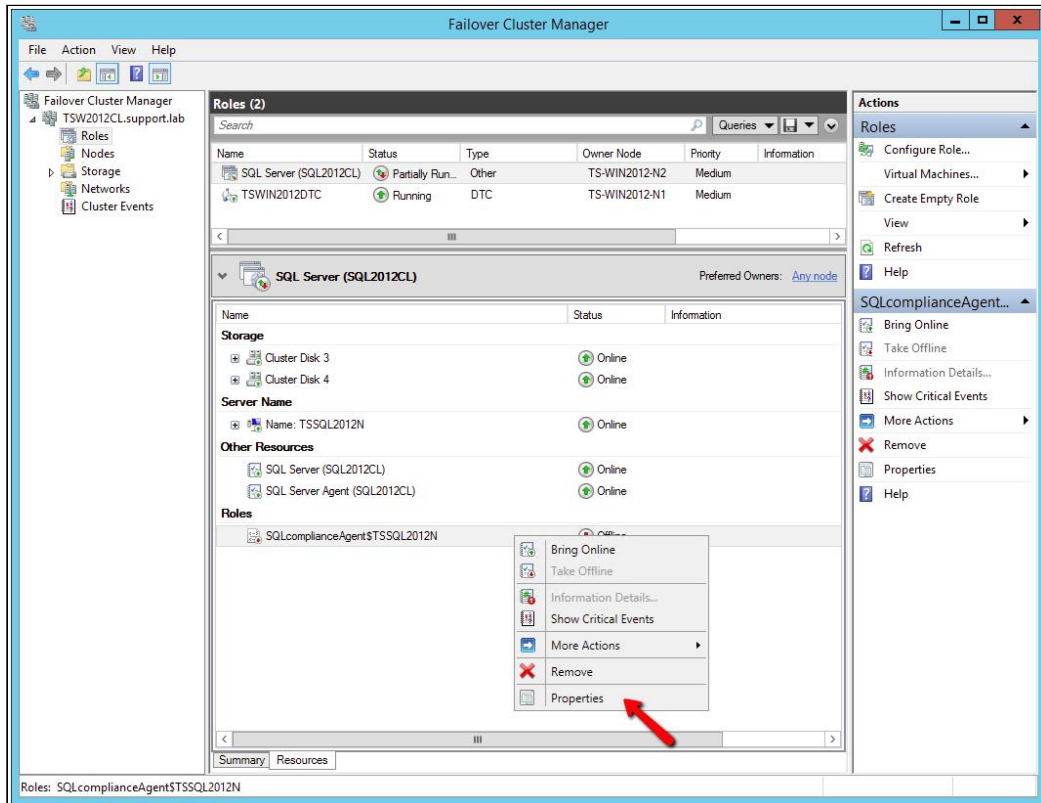 Failover Cluster Manager
File Action View Help
Failover Cluster Manager
TSW2012CL.support.lab
Roles
Nodes
Storage
Networks
Cluster Events
Roles (2)
Search
Queries
Name Status Type Owner Node Priority Information
SQL Server (SQL2012CL) Partially Run... Other TS-WIN2012-N2 Medium
TSWIN2012DTC Running DTC TS-WIN2012-N1 Medium
SQL Server (SQL2012CL) Preferred Owners: Any node
Name Status Information
Storage
Cluster Disk 3 Online
Cluster Disk 4 Online
Server Name
Name: TSSQL2012N Online
Other Resources
SQL Server (SQL2012CL) Online
SQL Server Agent (SQL2012CL) Online
Roles
SQLcomplianceAgent$TSSQL2012N Offline
Bring Online
Take Offline
Information Details...
Show Critical Events
More Actions
Remove
Properties
Summary Resources
Actions
Roles
Configure Role...
Virtual Machines...
Create Empty Role
View
Refresh
Help
SQLcomplianceAgent...
Bring Online
Take Offline
Information Details...
Show Critical Events
More Actions
Remove
Properties
Help
Roles: SQLcomplianceAgent$TSSQL2012N